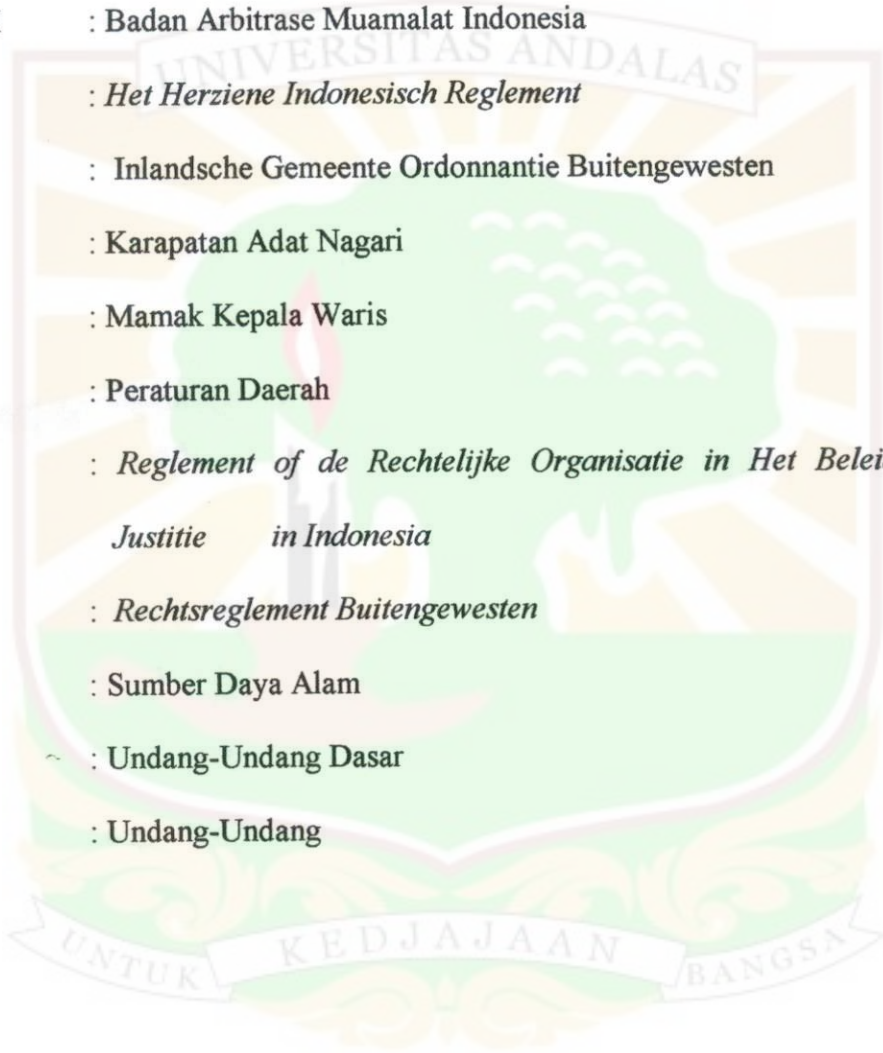 : Badan Arbitrase Muamalat Indonesia
UNIVERSITAS ANDALAS
: Het Herziene Indonesisch Reglement
: Inlandsche Gemeente Ordonnantie Buitengewesten
: Karapatan Adat Nagari
: Mamak Kepala Waris
: Peraturan Daerah
: Reglement of de Rechtelijke Organisatie in Het Belei
Justitie in Indonesia
: Rechtsreglement Buitengewesten
: Sumber Daya Alam
: Undang-Undang Dasar
: Undang-Undang
UNTUK KEDJAJAAN BANGSA